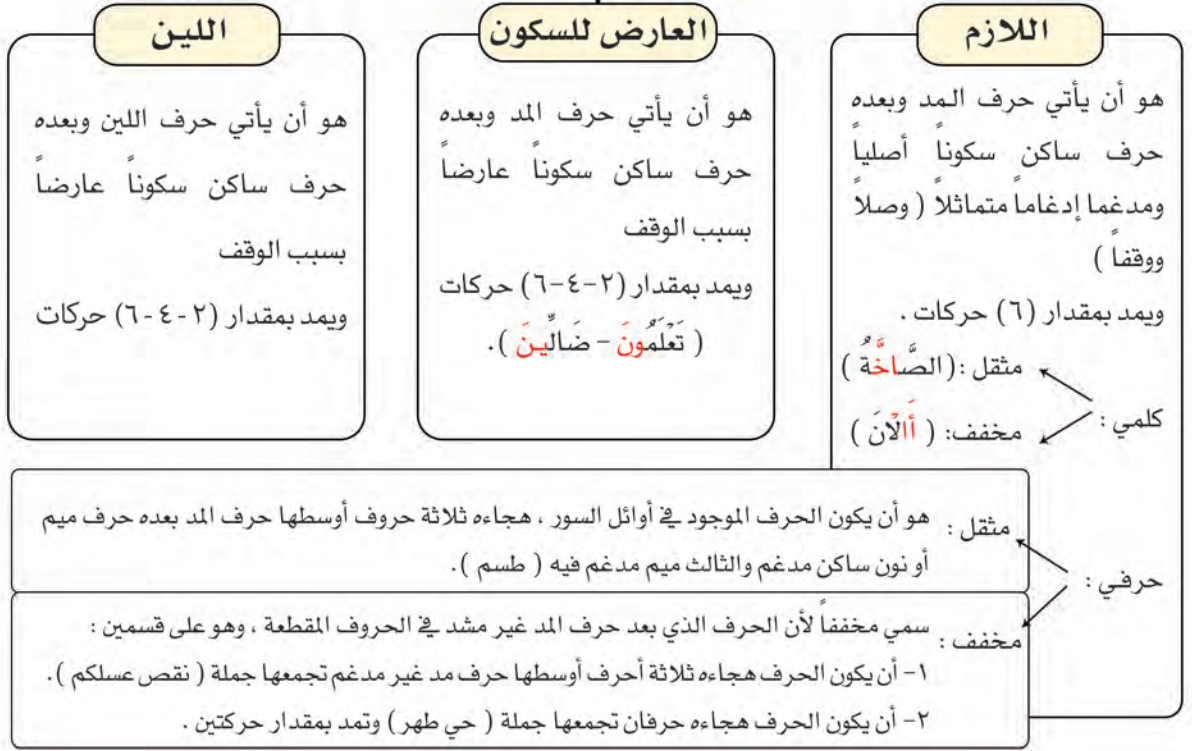 اللازم
هو أن يأتي حرف المد وبعده
حرف ساكن سكوناً أصلياً
ومدغما إدغاماً متماثلاً ( وصلاً
ووقفاً )
ويمد بمقدار (٦) حركات .
كلمي :
مثقل : ( الصَّاخَّةُ )
مخفف: ( أَالْآنَ )
العارض للسكون
هو أن يأتي حرف المد وبعده
حرف ساكن سكوناً عارضاً
بسبب الوقف
ويمد بمقدار (٢-٤-٦) حركات
( تَعْلَمُونَ - ضَالِّينَ ).
اللين
هو أن يأتي حرف اللين وبعده
حرف ساكن سكوناً عارضاً
بسبب الوقف
ويمد بمقدار (٢-٤-٦) حركات
حرفي :
مثقل : هو أن يكون الحرف الموجود في أوائل السور ، هجاءه ثلاثة حروف أوسطها حرف المد بعده حرف ميم
أو نون ساكن مدغم والثالث ميم مدغم فيه ( طسم ) .
مخفف : سمي مخففاً لأن الحرف الذي بعد حرف المد غير مشد في الحروف المقطعة ، وهو على قسمين :
١- أن يكون الحرف هجاءه ثلاثة أحرف أوسطها حرف مد غير مدغم تجمعها جملة ( نقص عسلكم ).
٢- أن يكون الحرف هجاءه حرفان تجمعها جملة ( حي طهر ) وتمد بمقدار حركتين .